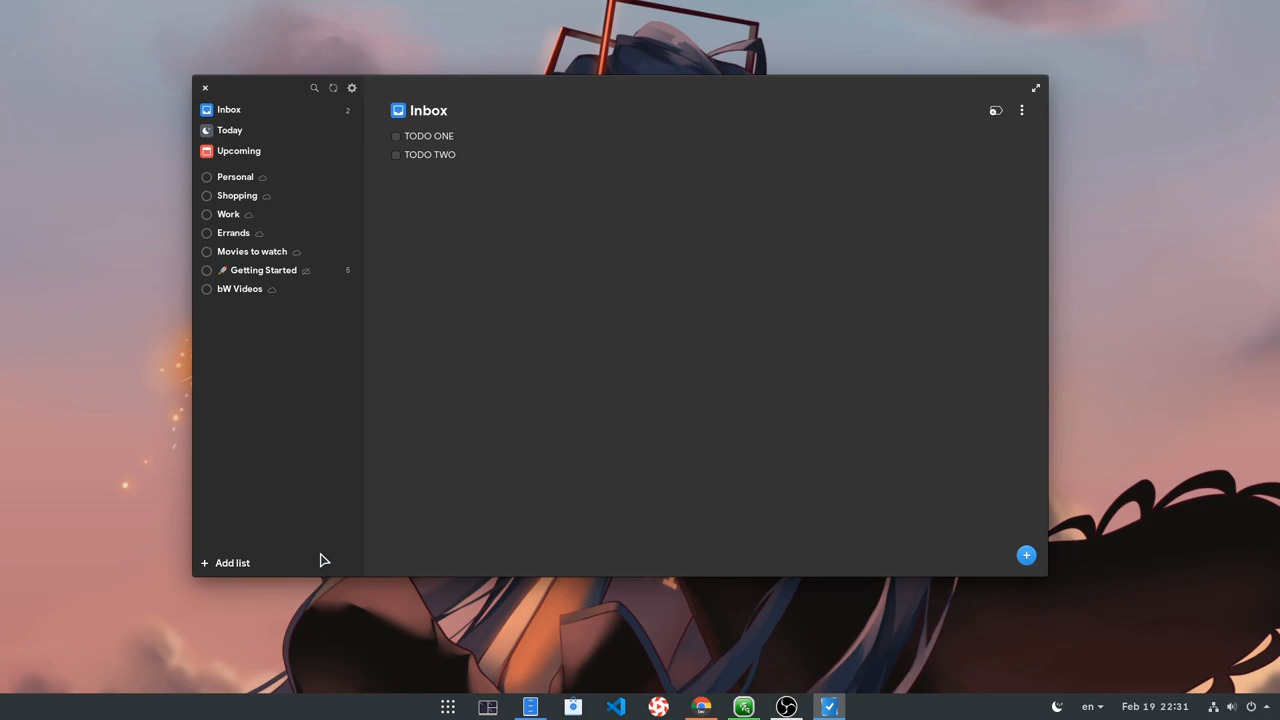 Inbox 2
Today
Upcoming
Personal
Shopping
Work
Errands
Movies to watch
Getting Started 5
bW Videos
+ Add list
Inbox
TODO ONE
TODO TWO
en
Feb 19 22:31